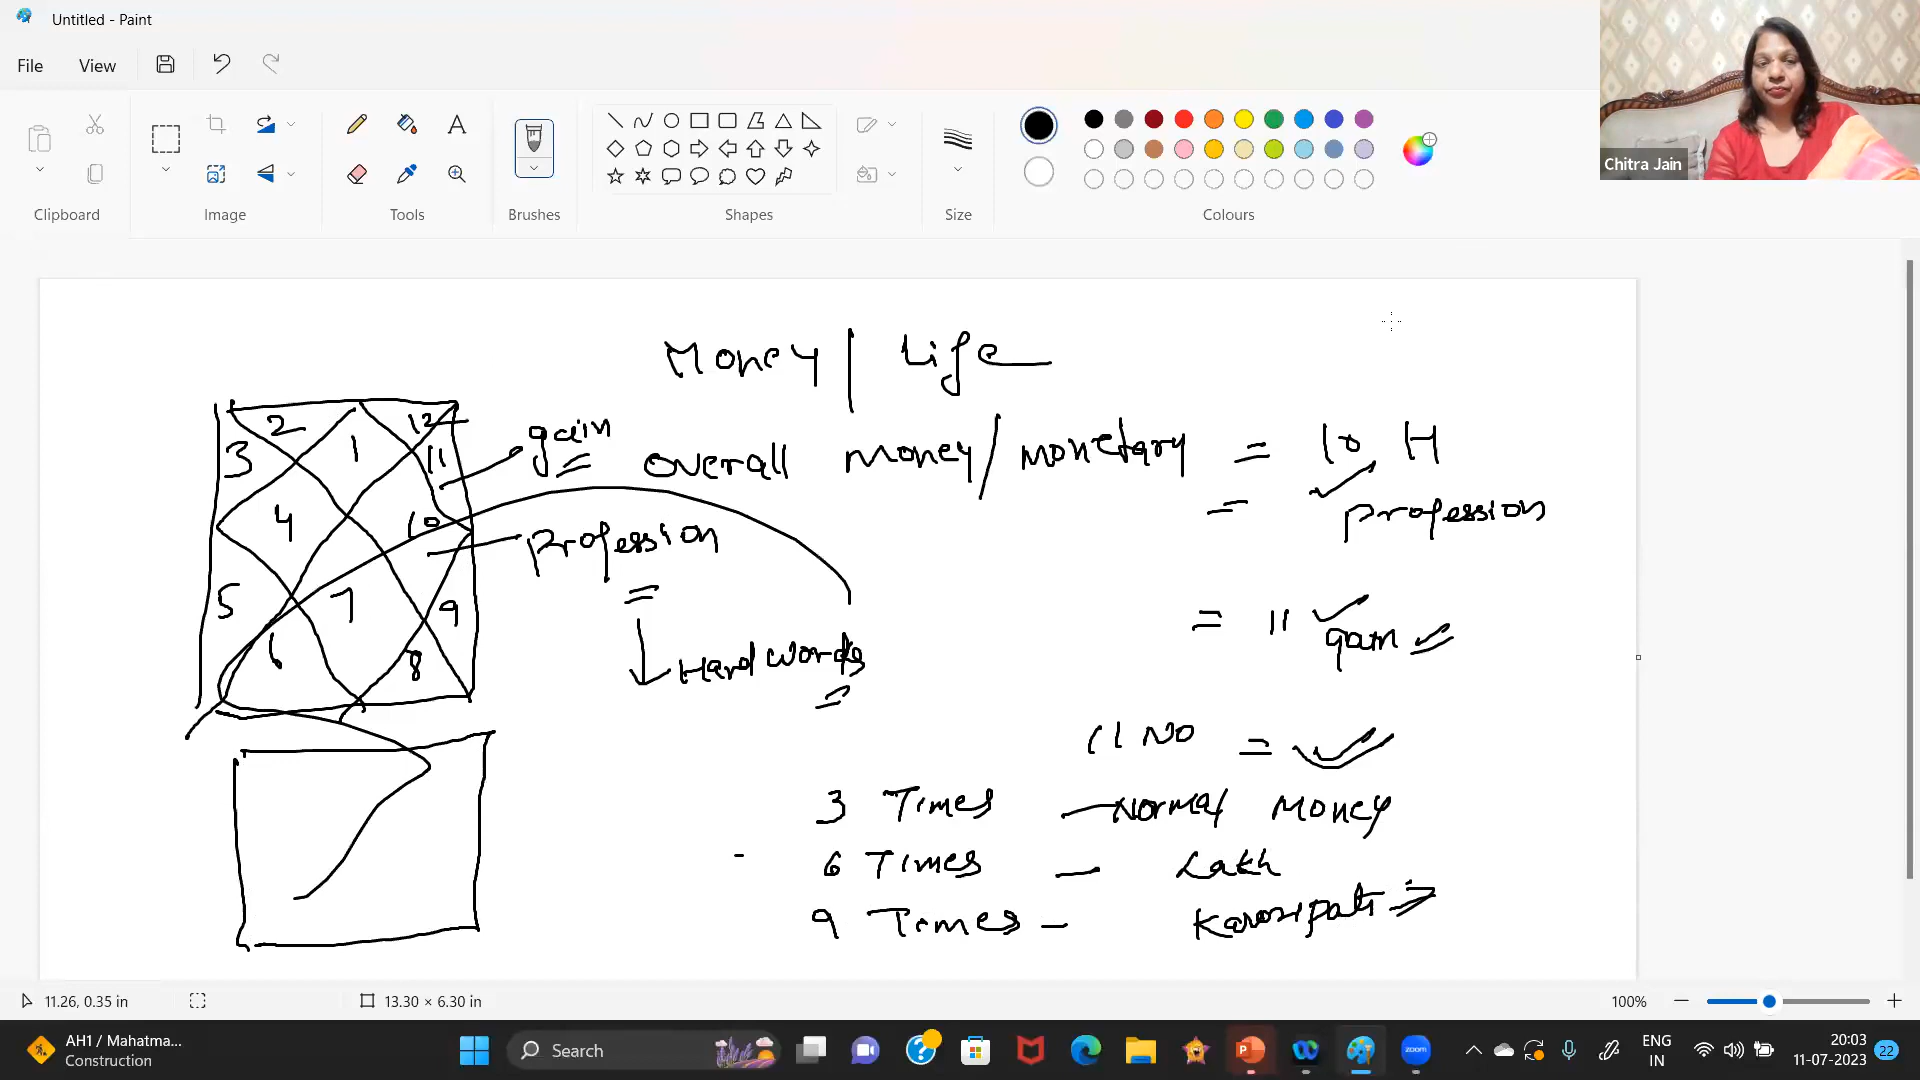 Untitled - Paint
File
View
Clipboard
Image
Tools
Brushes
Shapes
Size
Colours
Chitra Jain
Money | Life
2
12
3
1
11
gain
overall money/monetary = 10 H
4
10
profession
= profession
5
7
9
= 11 gain
6
8
Hard words
11 NO =
3 Times - Normal Money
6 Times - Lakh
9 Times - Karorpati
11.26, 0.35 in
13.30 × 6.30 in
100%
AH1 / Mahatma...
Construction
Search
zoom
ENG
IN
20:03
11-07-2023
22